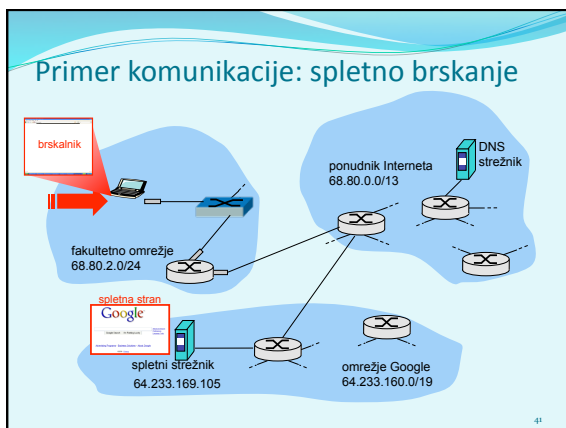 Primer komunikacije: spletno brskanje
brskalnik
DNS
strežnik
ponudnik Interneta
68.80.0.0/13
fakultetno omrežje
68.80.2.0/24
spletna stran
Google
spletni strežnik
64.233.169.105
omrežje Google
64.233.160.0/19
41